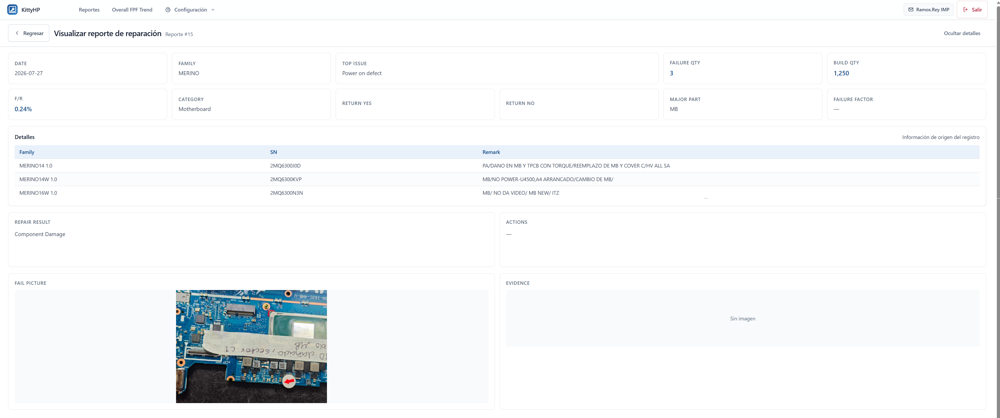 KittyHP
Reportes
Overall FPF Trend
Configuración
Ramos.Rey IMP
Salir
Regresar
Visualizar reporte de reparación
Reporte #15
Ocultar detalles
DATE
2026-07-27
FAMILY
MERINO
TOP ISSUE
Power on defect
FAILURE QTY
3
BUILD QTY
1,250
F/R
0.24%
CATEGORY
Motherboard
RETURN YES
RETURN NO
MAJOR PART
MB
FAILURE FACTOR
—
Detalles
Información de origen del registro
Family SN Remark
MERINO14 1.0 2MQ6300J0D PA/DANO EN MB Y TPCB CON TORQUE/REEMPLAZO DE MB Y COVER C/HV ALL SA
MERINO14W 1.0 2MQ6300KVP MB/NO POWER-U4500,A4 ARRANCADO/CAMBIO DE MB/
MERINO16W 1.0 2MQ6300N3N MB/ NO DA VIDEO/ MB NEW/ ITZ
REPAIR RESULT
Component Damage
ACTIONS
—
FAIL PICTURE
dañado, sector C1
bio MB
eDP
EVIDENCE
Sin imagen